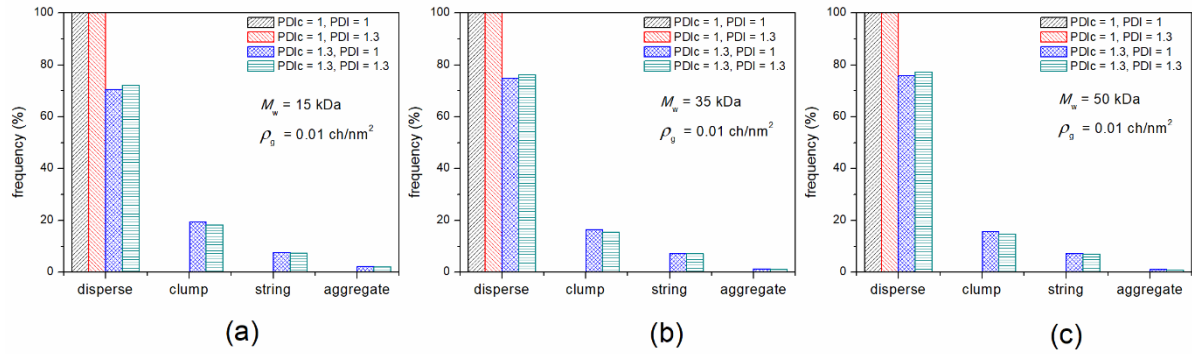 100
80
60
40
20
0
frequency (%)
PDIc = 1, PDI = 1
PDIc = 1, PDI = 1.3
PDIc = 1.3, PDI = 1
PDIc = 1.3, PDI = 1.3
Mw = 15 kDa
ρg = 0.01 ch/nm²
disperse clump string aggregate
(a)
100
80
60
40
20
0
frequency (%)
PDIc = 1, PDI = 1
PDIc = 1, PDI = 1.3
PDIc = 1.3, PDI = 1
PDIc = 1.3, PDI = 1.3
Mw = 35 kDa
ρg = 0.01 ch/nm²
disperse clump string aggregate
(b)
100
80
60
40
20
0
frequency (%)
PDIc = 1, PDI = 1
PDIc = 1, PDI = 1.3
PDIc = 1.3, PDI = 1
PDIc = 1.3, PDI = 1.3
Mw = 50 kDa
ρg = 0.01 ch/nm²
disperse clump string aggregate
(c)